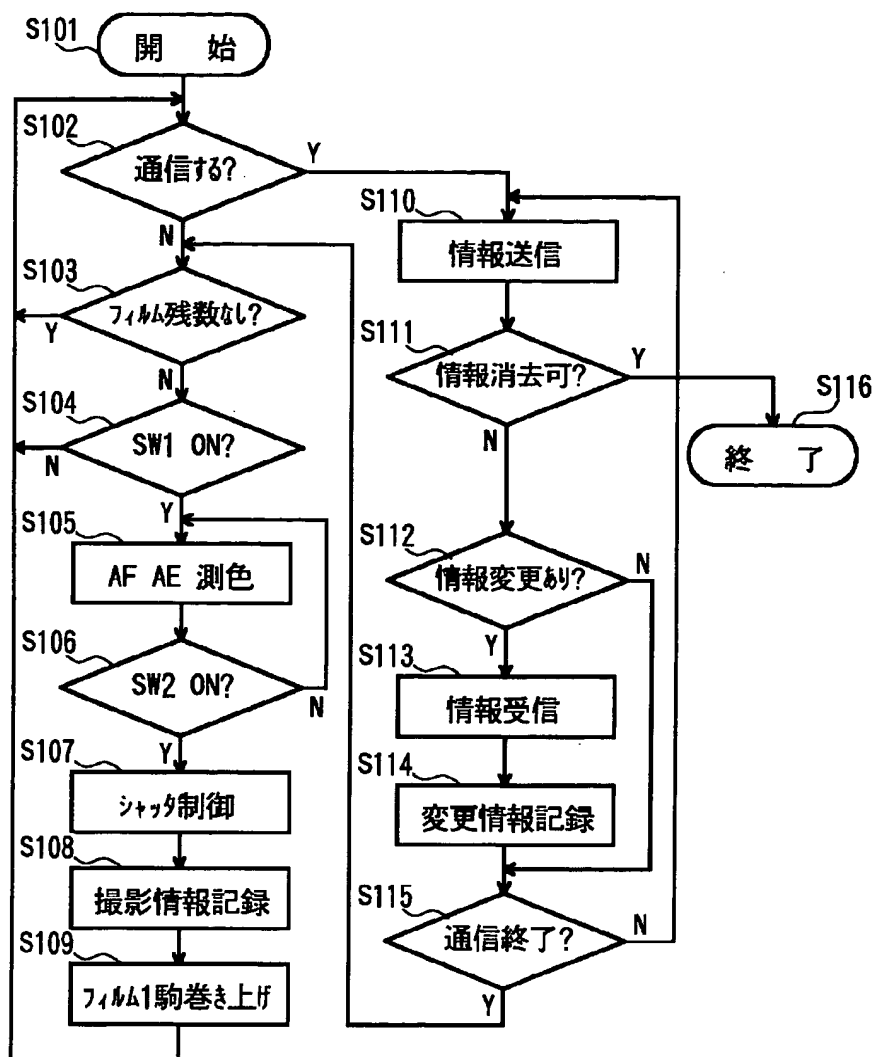 S101
開 始
S102
通信する?
Y
N
S103
フィルム残数なし?
Y
N
S104
SW1 ON?
N
Y
S105
AF AE 測色
S106
SW2 ON?
N
Y
S107
シャッタ制御
S108
撮影情報記録
S109
フィルム1駒巻き上げ
S110
情報送信
S111
情報消去可?
Y
N
S116
終 了
S112
情報変更あり?
N
Y
S113
情報受信
S114
変更情報記録
S115
通信終了?
N
Y